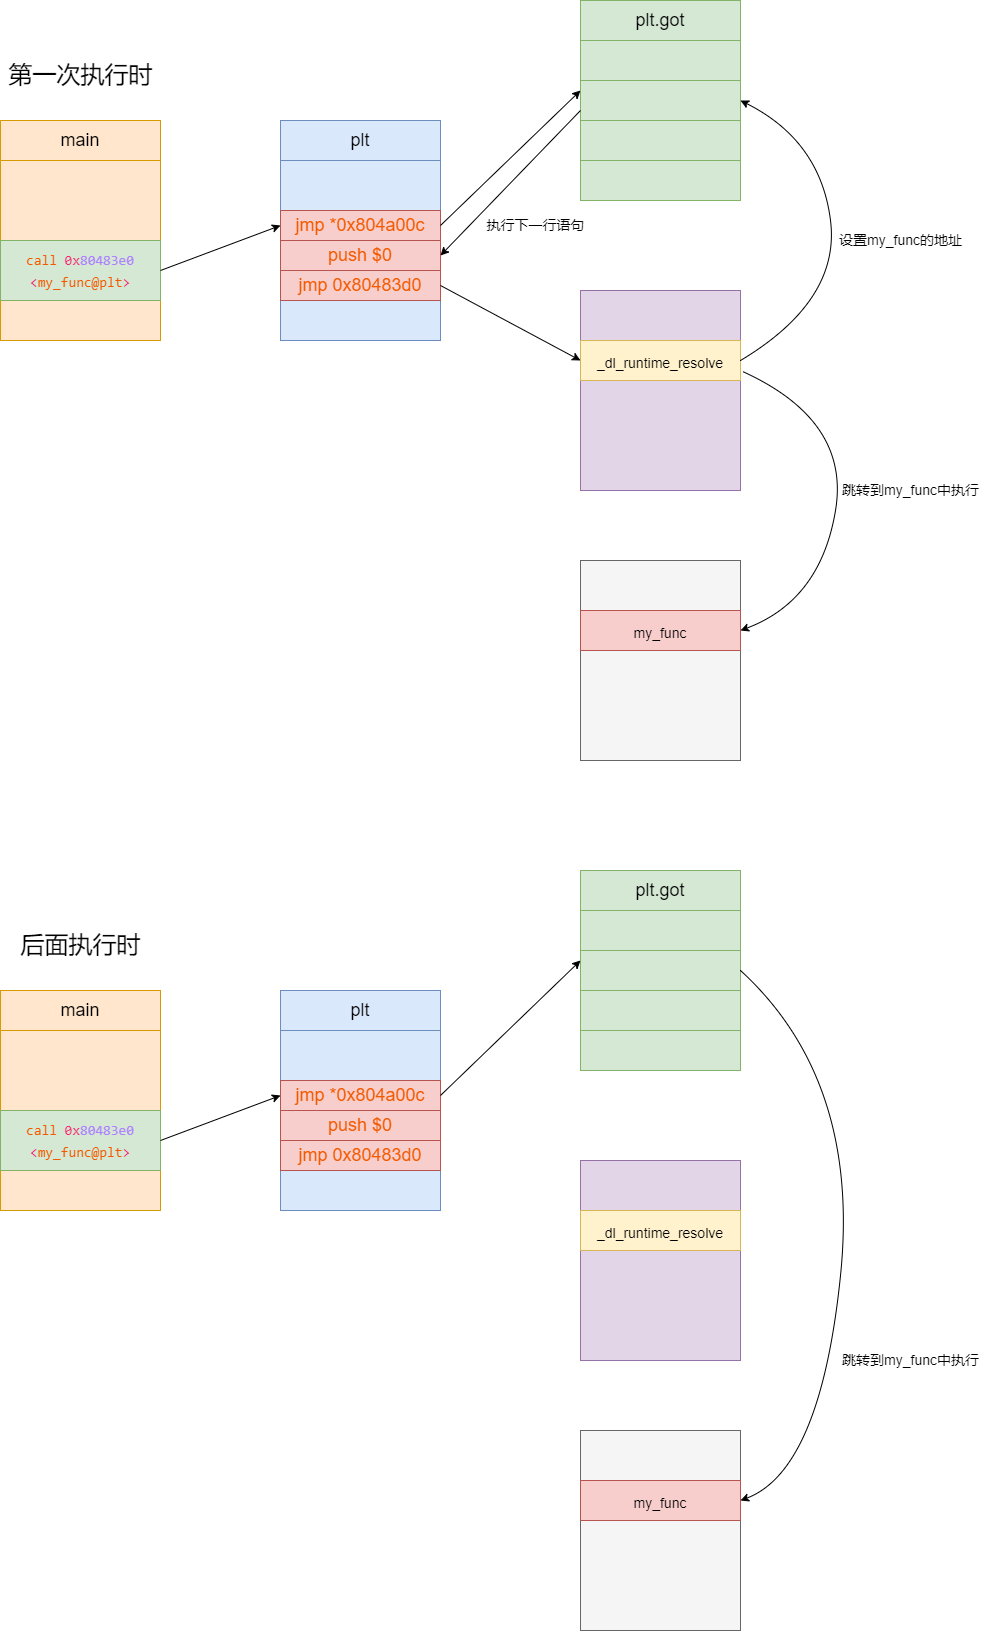 plt.got
第一次执行时
main
plt
jmp *0x804a00c
执行下一行语句
设置my_func的地址
call 0x80483e0
<my_func@plt>
push $0
jmp 0x80483d0
_dl_runtime_resolve
跳转到my_func中执行
my_func
plt.got
后面执行时
main
plt
jmp *0x804a00c
call 0x80483e0
<my_func@plt>
push $0
jmp 0x80483d0
_dl_runtime_resolve
跳转到my_func中执行
my_func